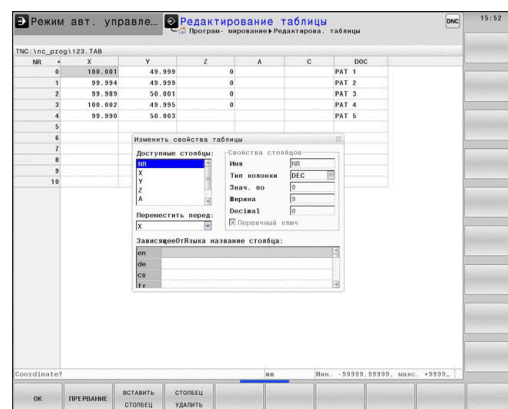 Режим авт. управле…
Редактирование таблицы
Програм- мирование▶Редактирова. таблицы
DNC
15:52
TNC:\nc_prog\123.TAB
NR X Y Z A C DOC
0 100.001 49.999 0 PAT 1
1 99.994 49.999 0 PAT 2
2 99.989 50.001 0 PAT 3
3 100.002 49.995 0 PAT 4
4 99.990 50.003 PAT 5
5
6
7
8
9
10
Изменить свойства таблицы
Доступные столбцы:
NR
X
Y
Z
A
Переместить перед:
X
Свойства столбцов
Имя NR
Тип колонки DEC
Знач. по 0
Ширина 9
Decimal 0
Первичный ключ
ЗависящееОтЯзыка название столбца:
en
de
cs
fr
Coordinate? mm Мин. -99999.99999, макс. +9999…
ОК
ПРЕРВАНИЕ
ВСТАВИТЬ СТОЛБЕЦ
СТОЛБЕЦ УДАЛИТЬ